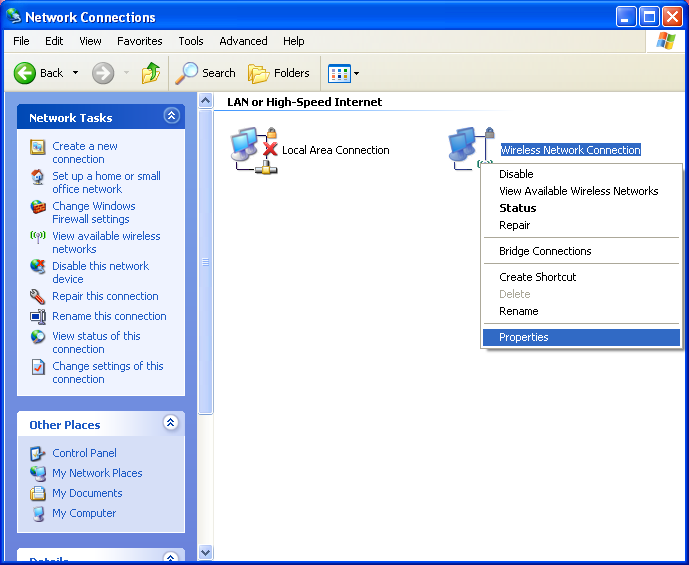 Network Connections
File Edit View Favorites Tools Advanced Help
Back Search Folders
Network Tasks
Create a new
connection
Set up a home or small
office network
Change Windows
Firewall settings
View available wireless
networks
Disable this network
device
Repair this connection
Rename this connection
View status of this
connection
Change settings of this
connection
Other Places
Control Panel
My Network Places
My Documents
My Computer
Details
LAN or High-Speed Internet
Local Area Connection
Wireless Network Connection
Disable
View Available Wireless Networks
Status
Repair
Bridge Connections
Create Shortcut
Delete
Rename
Properties